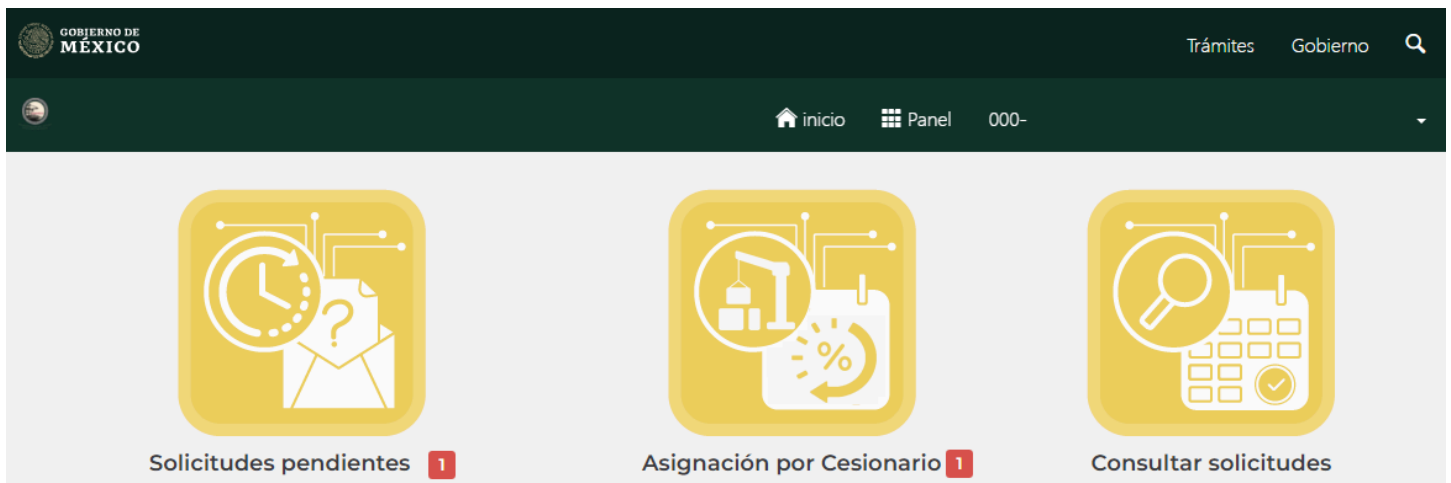 GOBIERNO DE
MÉXICO
Trámites Gobierno
inicio Panel 000-
?
%
Solicitudes pendientes 1
Asignación por Cesionario 1
Consultar solicitudes